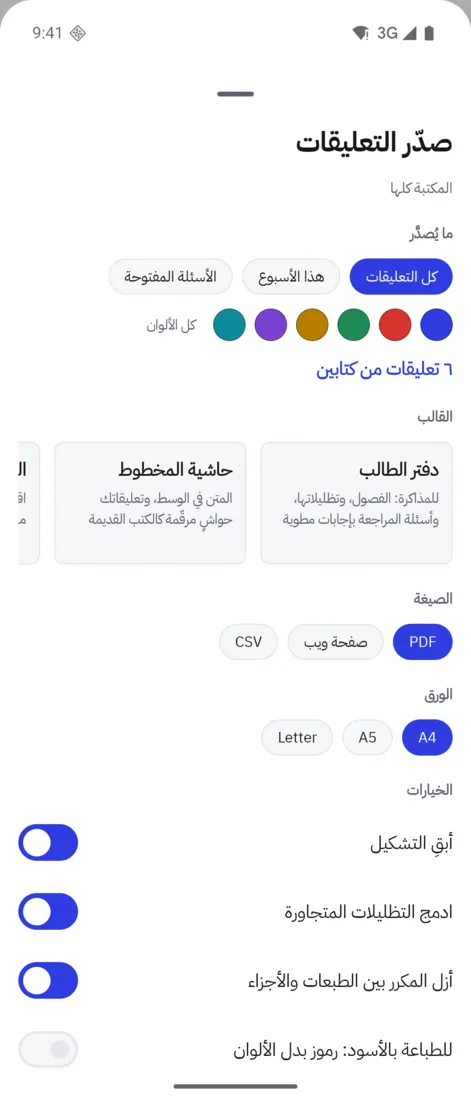 9:41
3G
صدّر التعليقات
المكتبة كلها
ما يُصدَّر
كل التعليقات
هذا الأسبوع
الأسئلة المفتوحة
كل الألوان
٦ تعليقات من كتابين
القالب
دفتر الطالب
للمذاكرة: الفصول، وتظليلاتها،
وأسئلة المراجعة بإجابات مطوية
حاشية المخطوط
المتن في الوسط، وتعليقاتك
حواشٍ مرقّمة كالكتب القديمة
الصيغة
PDF
صفحة ويب
CSV
الورق
A4
A5
Letter
الخيارات
أبقِ التشكيل
ادمج التظليلات المتجاورة
أزل المكرر بين الطبعات والأجزاء
للطباعة بالأسود: رموز بدل الألوان